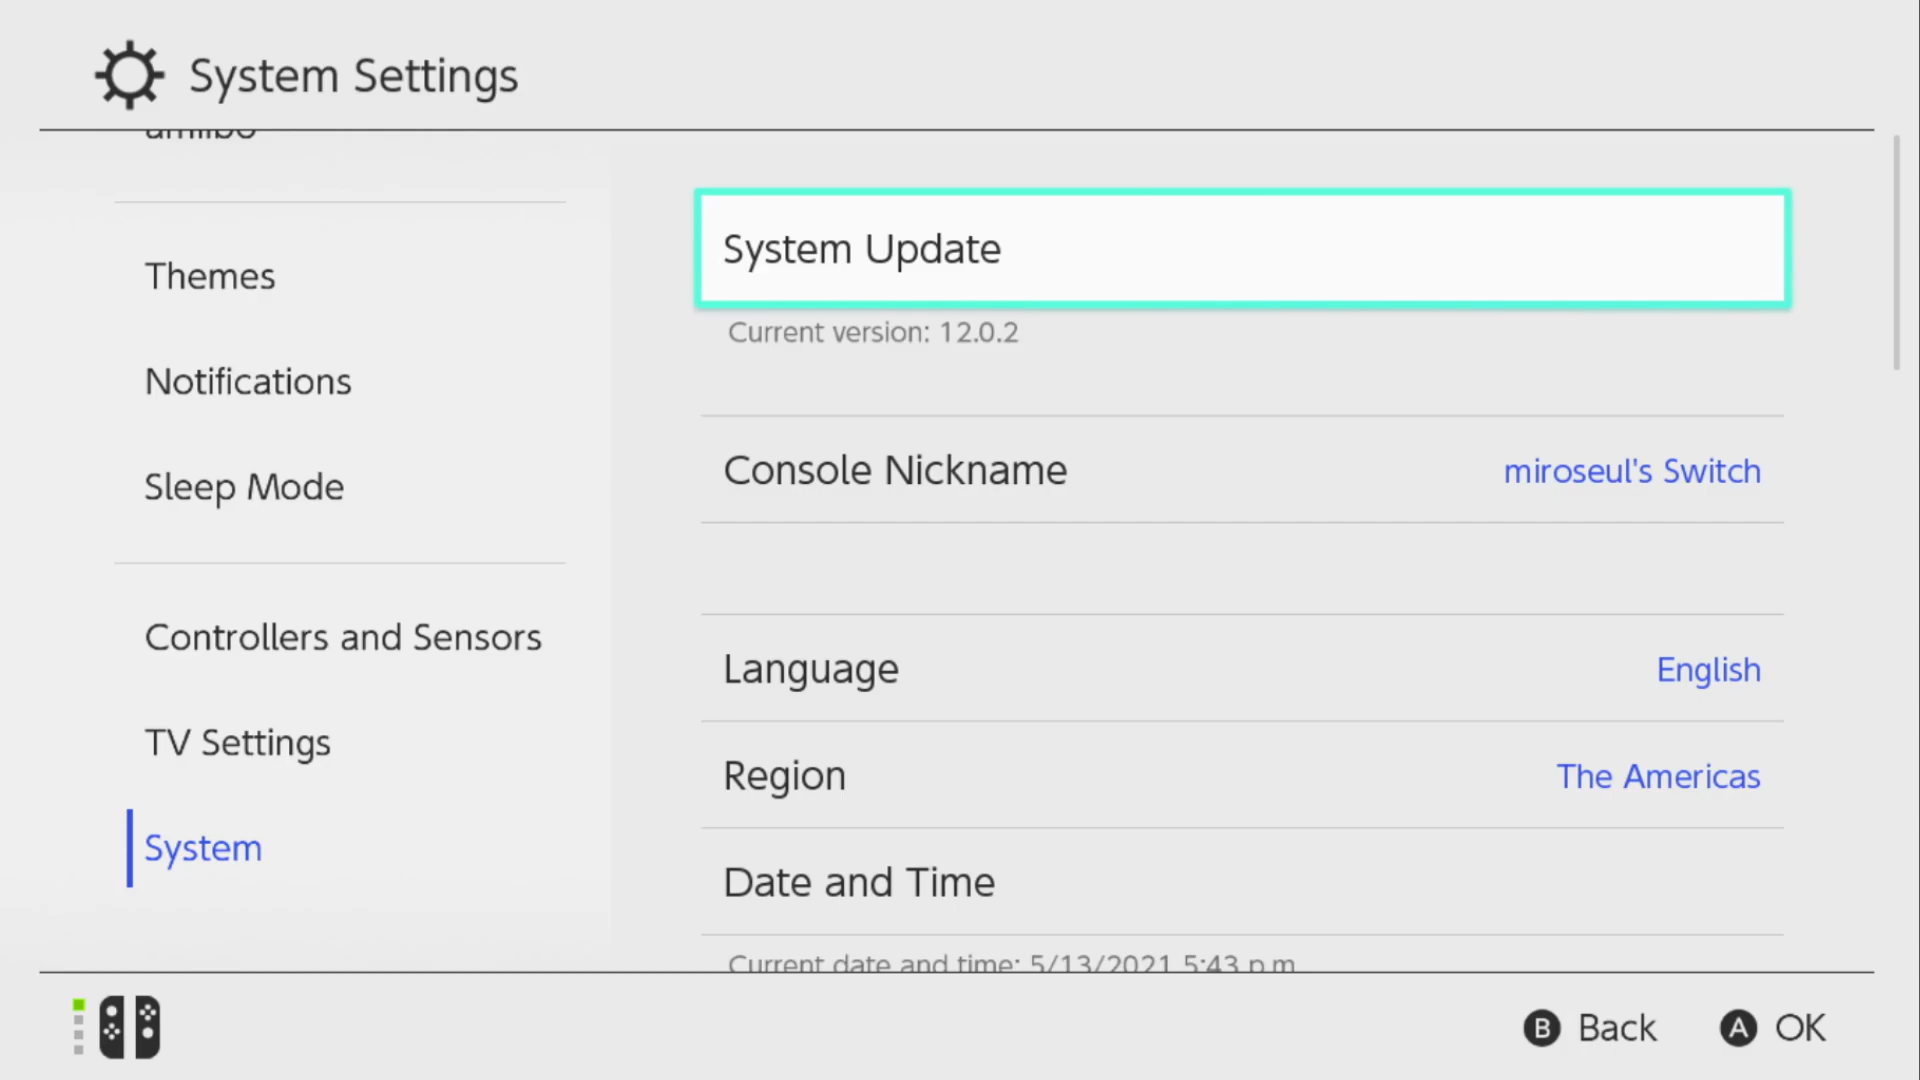 System Settings
amiibo
Themes
Notifications
Sleep Mode
Controllers and Sensors
TV Settings
System
System Update
Current version: 12.0.2
Console Nickname
miroseul's Switch
Language
English
Region
The Americas
Date and Time
Current date and time: 5/13/2021 5:43 p.m.
B Back
A OK